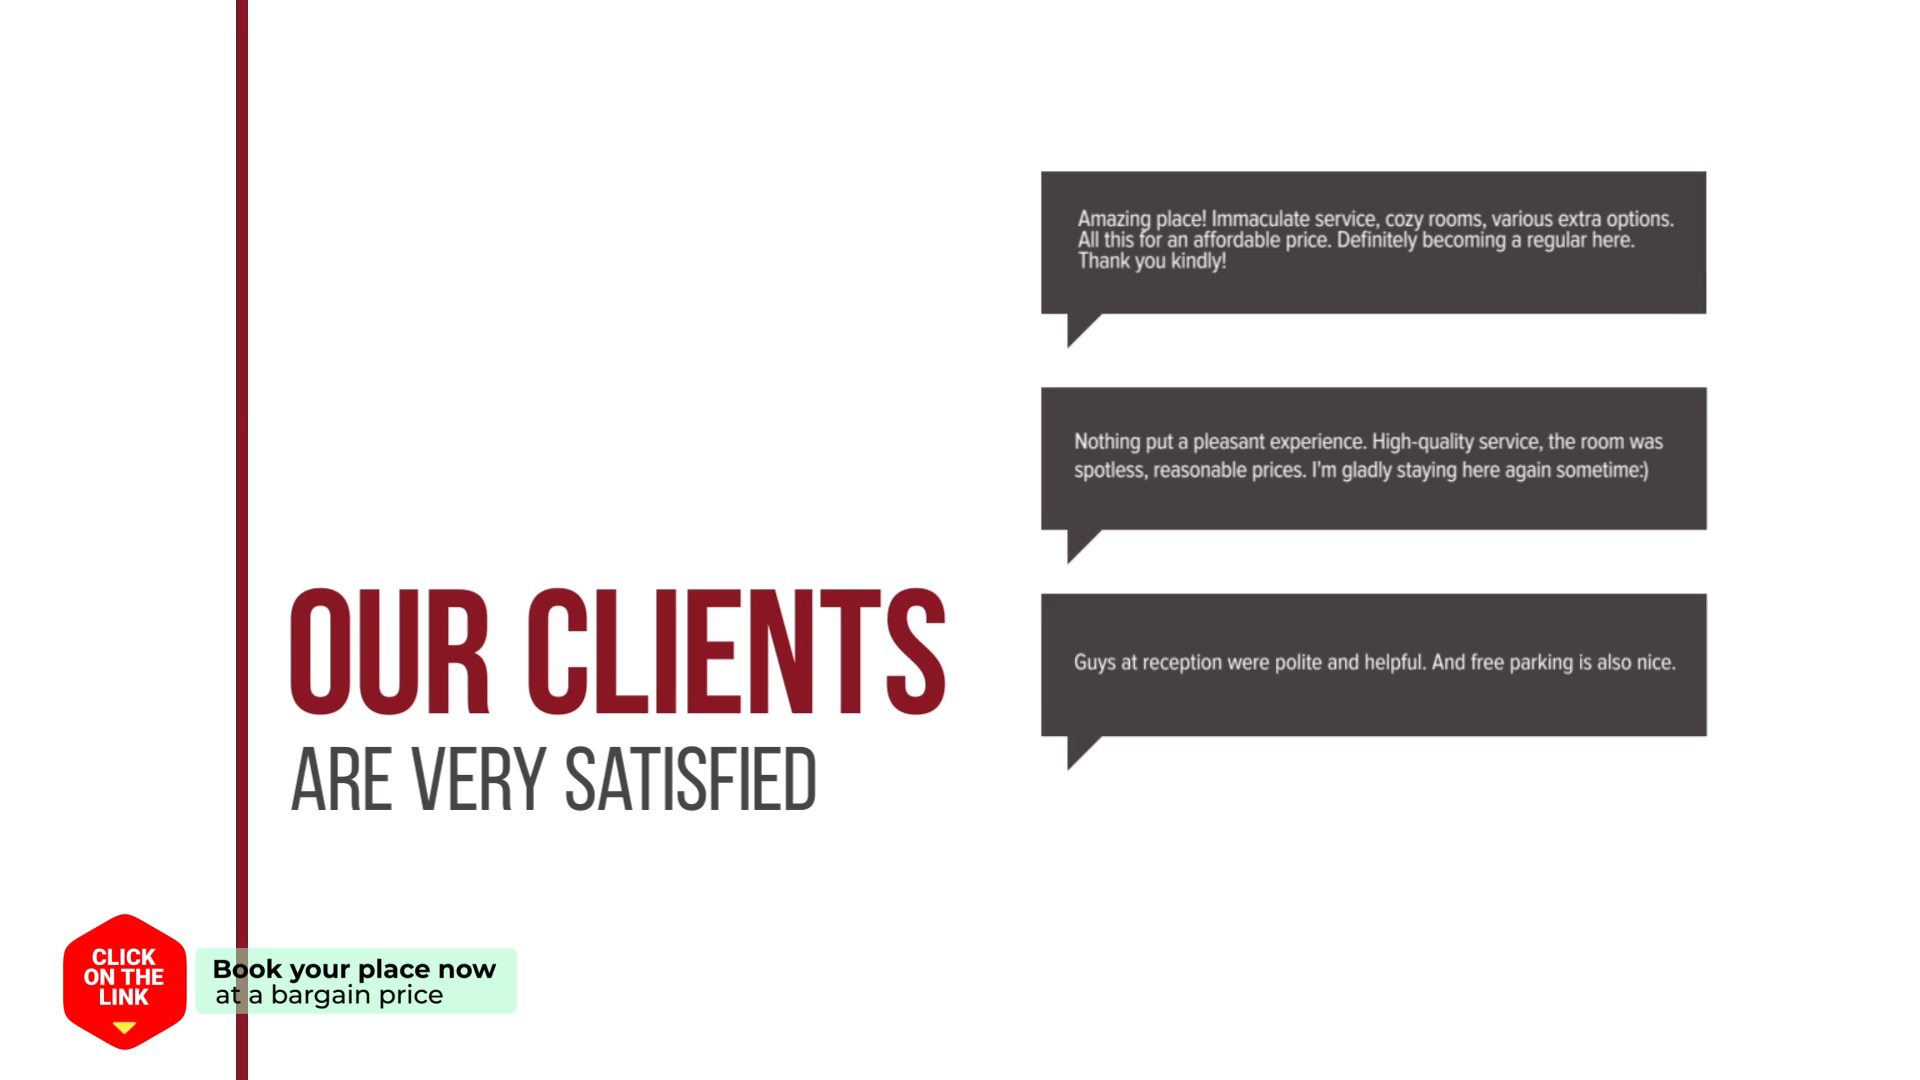 Amazing place! Immaculate service, cozy rooms, various extra options.
All this for an affordable price. Definitely becoming a regular here.
Thank you kindly!
Nothing put a pleasant experience. High-quality service, the room was
spotless, reasonable prices. I'm gladly staying here again sometime:)
Guys at reception were polite and helpful. And free parking is also nice.
OUR CLIENTS
ARE VERY SATISFIED
CLICK
ON THE
LINK
Book your place now
at a bargain price